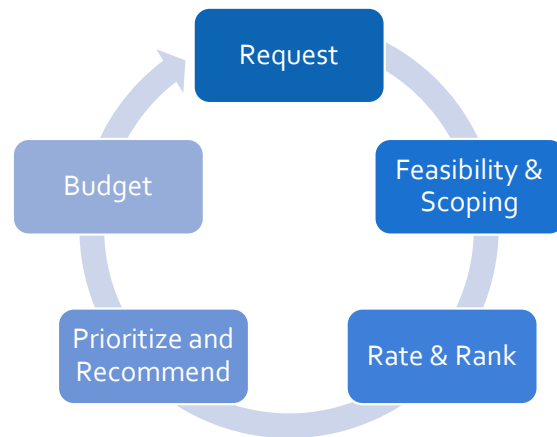 Request
Feasibility &
Scoping
Rate & Rank
Prioritize and
Recommend
Budget